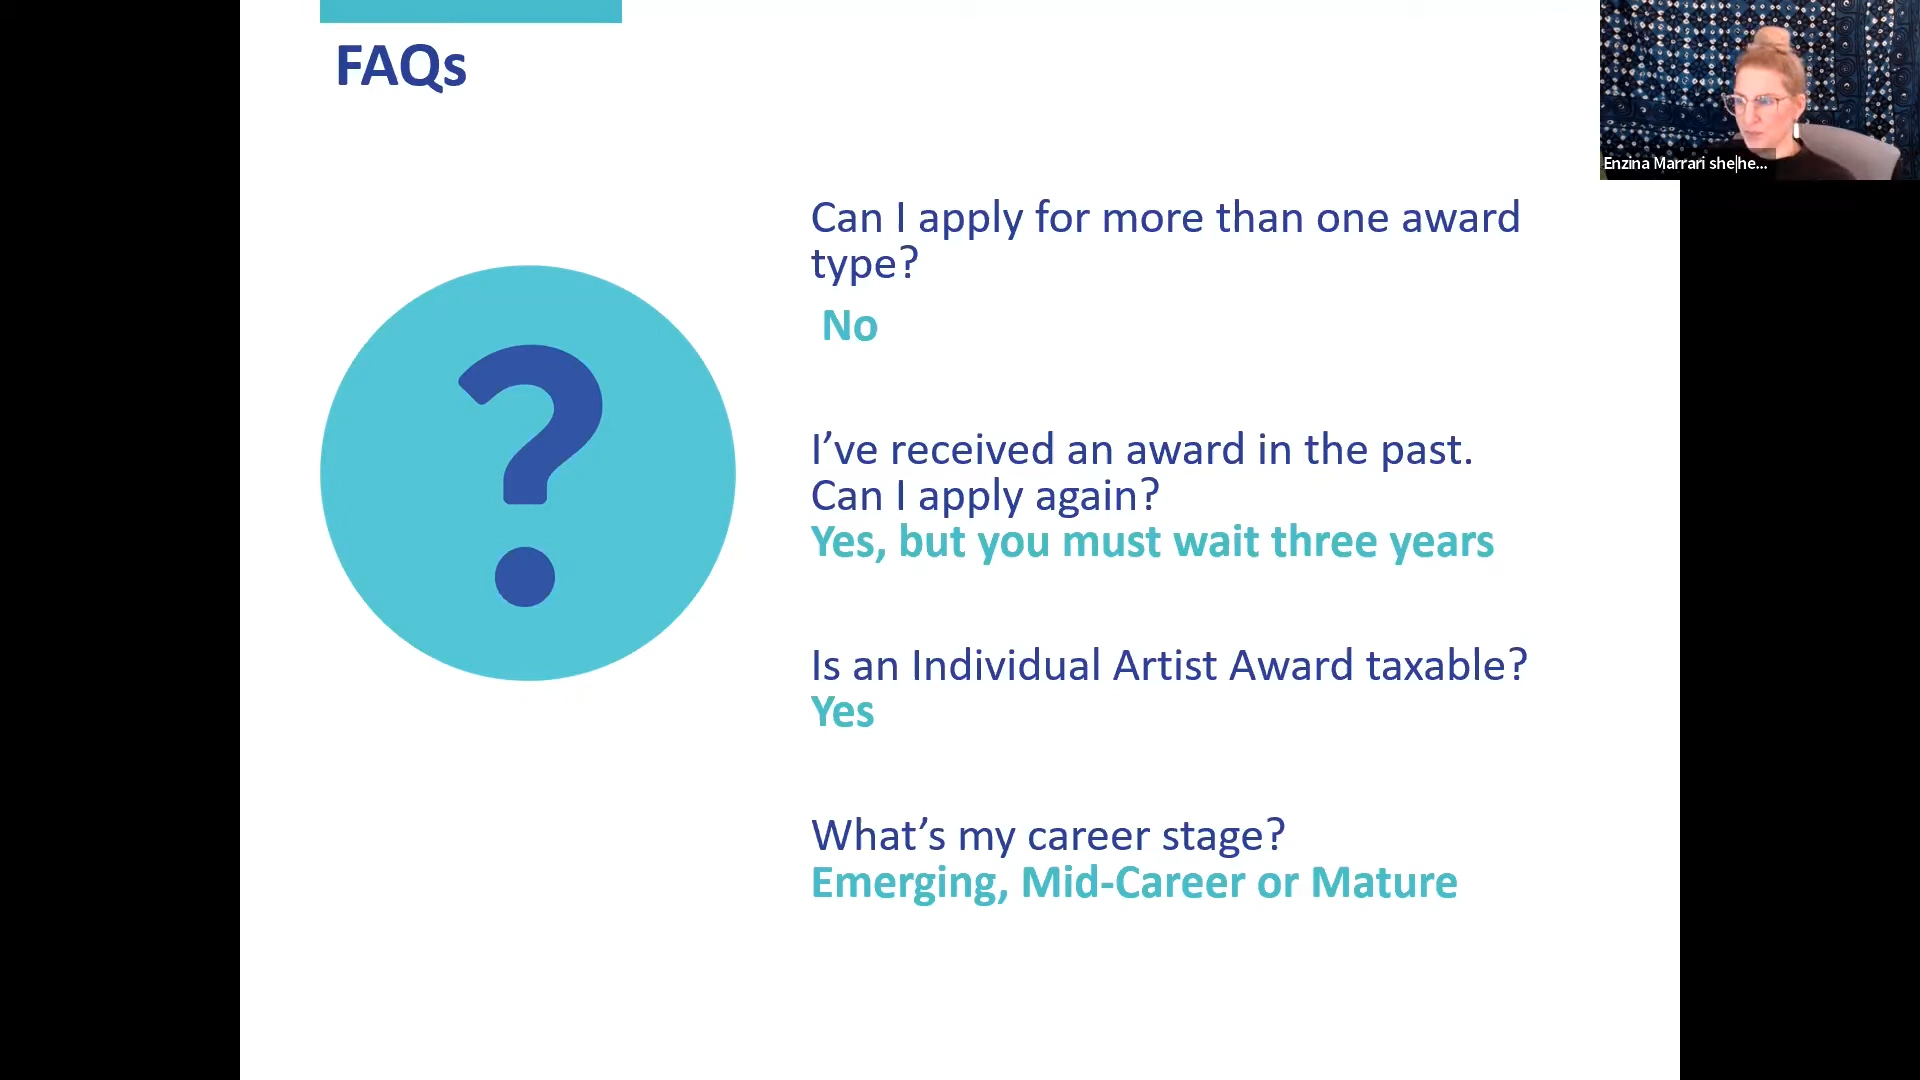 FAQs
Enzina Marrari she|he...
Can I apply for more than one award
type?
No
I’ve received an award in the past.
Can I apply again?
Yes, but you must wait three years
Is an Individual Artist Award taxable?
Yes
What’s my career stage?
Emerging, Mid-Career or Mature
?